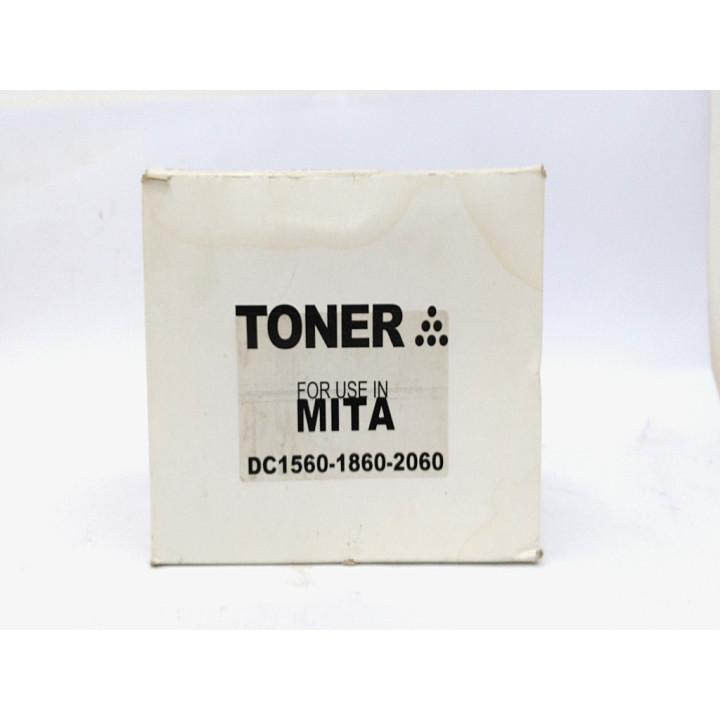 TONER
FOR USE IN
MITA
DC1560-1860-2060